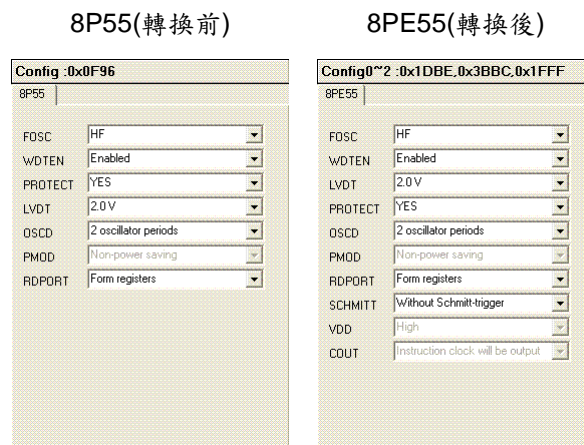 8P55(轉換前)
Config :0x0F96
8P55
FOSC HF
WDTEN Enabled
PROTECT YES
LVDT 2.0 V
OSCD 2 oscillator periods
PMOD Non-power saving
RDPORT Form registers
8PE55(轉換後)
Config0~2 :0x1DBE,0x3BBC,0x1FFF
8PE55
FOSC HF
WDTEN Enabled
LVDT 2.0 V
PROTECT YES
OSCD 2 oscillator periods
PMOD Non-power saving
RDPORT Form registers
SCHMITT Without Schmitt-trigger
VDD High
COUT Instruction clock will be output